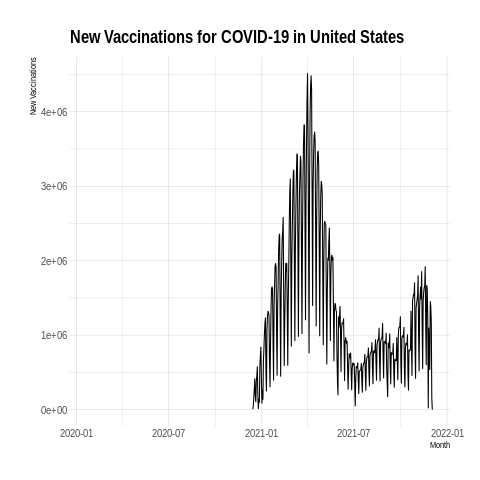 New Vaccinations for COVID-19 in United States
New Vaccinations
4e+06
3e+06
2e+06
1e+06
0e+00
2020-01 2020-07 2021-01 2021-07 2022-01
Month